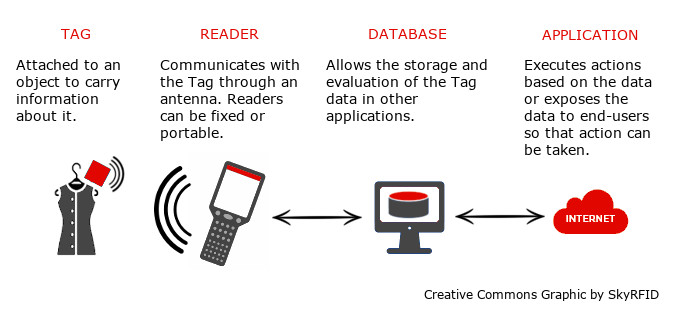 TAG
Attached to an
object to carry
information
about it.
READER
Communicates with
the Tag through an
antenna. Readers
can be fixed or
portable.
DATABASE
Allows the storage and
evaluation of the Tag
data in other
applications.
APPLICATION
Executes actions
based on the data
or exposes the
data to end-users
so that action can
be taken.
INTERNET
Creative Commons Graphic by SkyRFID